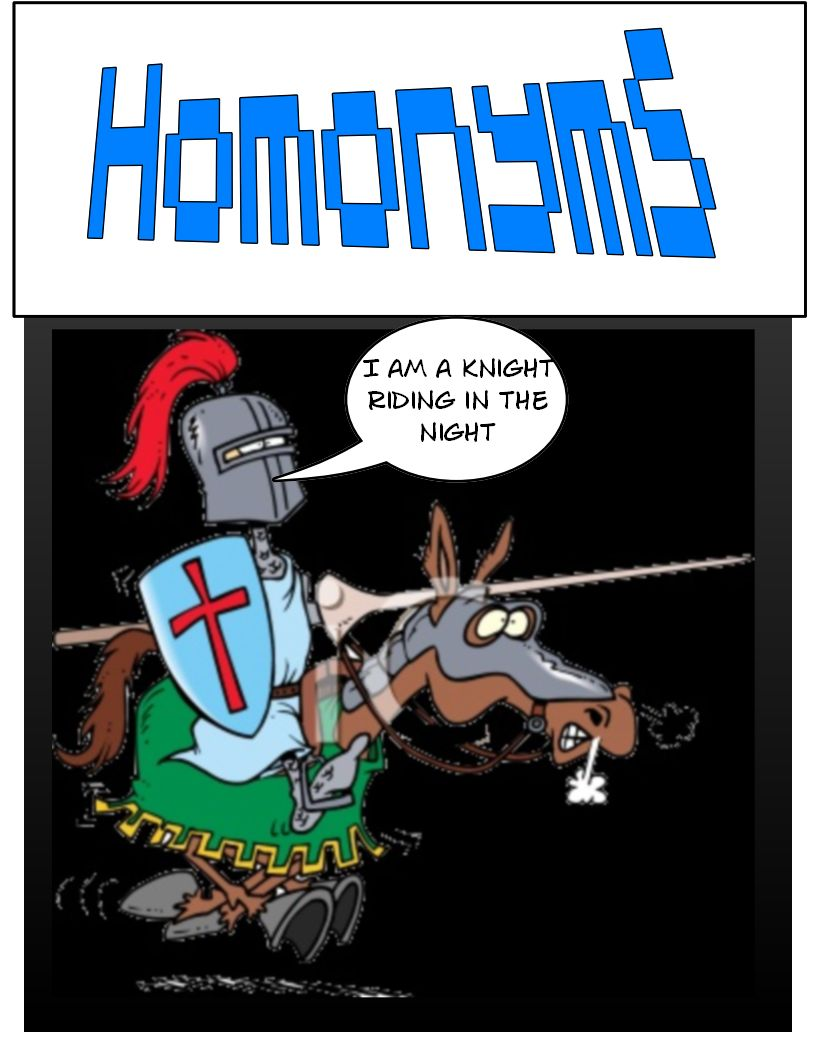 Homonyms
I AM A KNIGHT
RIDING IN THE
NIGHT